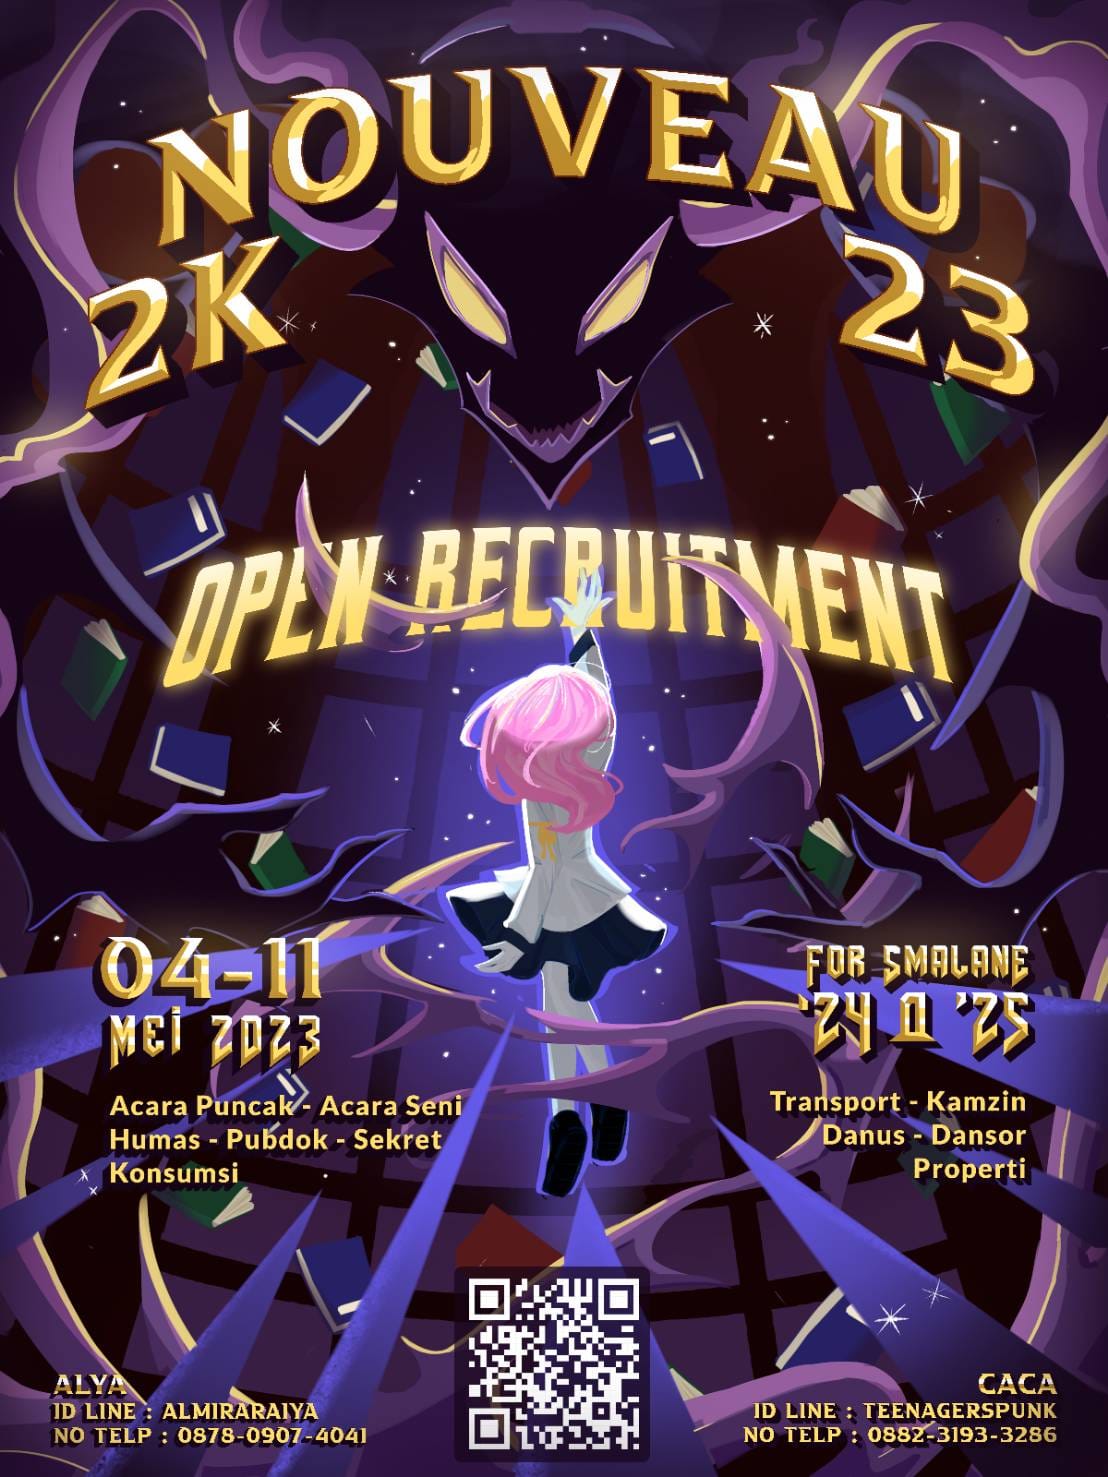 NOUVEAU
2K 23
OPEN RECRUITMENT
04-11
MEI 2023
Acara Puncak - Acara Seni
Humas - Pubdok - Sekret
Konsumsi
FOR SMALANE
'24 Ω '25
Transport - Kamzin
Danus - Dansor
Properti
ALYA
ID LINE : ALMIRARAIYA
NO TELP : 0878-0907-4041
CACA
ID LINE : TEENAGERSPUNK
NO TELP : 0882-3193-3286